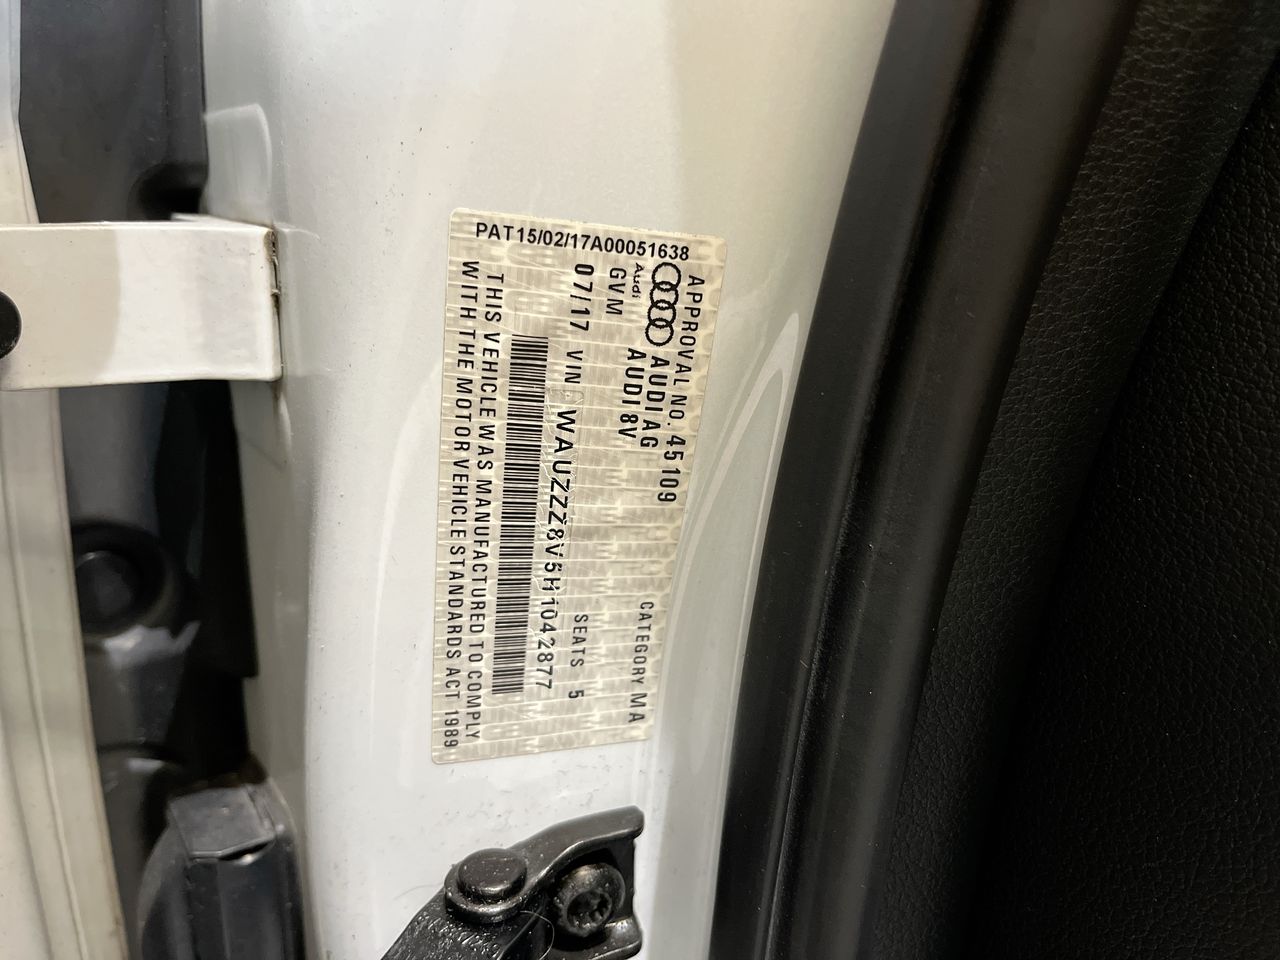 PAT15/02/17A00051638
APPROVAL NO. 45109
Audi
AUDI AG
CATEGORY MA
GVM
AUDI 8V
07/17 VIN WAUZZZ8V5H1042877
SEATS 5
THIS VEHICLE WAS MANUFACTURED TO COMPLY
WITH THE MOTOR VEHICLE STANDARDS ACT 1989